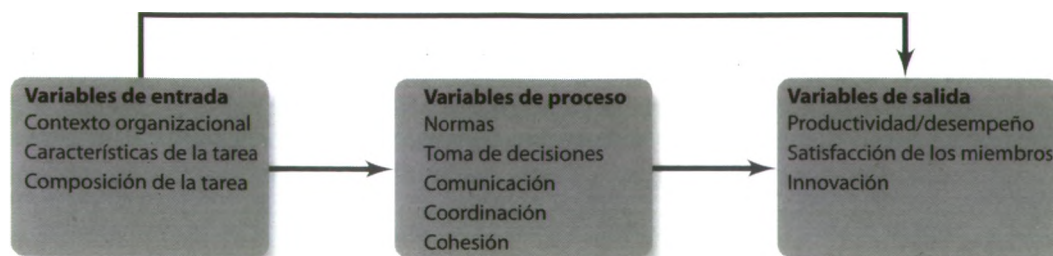 Variables de entrada
Contexto organizacional
Características de la tarea
Composición de la tarea
Variables de proceso
Normas
Toma de decisiones
Comunicación
Coordinación
Cohesión
Variables de salida
Productividad/desempeño
Satisfacción de los miembros
Innovación